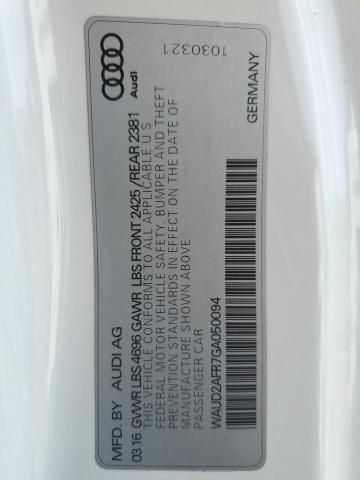 MFD. BY AUDI AG
03 16 GVWR LBS 4696 GAWR LBS FRONT 2425 / REAR 2381
THIS VEHICLE CONFORMS TO ALL APPLICABLE U S
FEDERAL MOTOR VEHICLE SAFETY, BUMPER AND THEFT
PREVENTION STANDARDS IN EFFECT ON THE DATE OF
MANUFACTURE SHOWN ABOVE
PASSENGER CAR
WAUD2AFR7GA050094
Audi
1030321
GERMANY